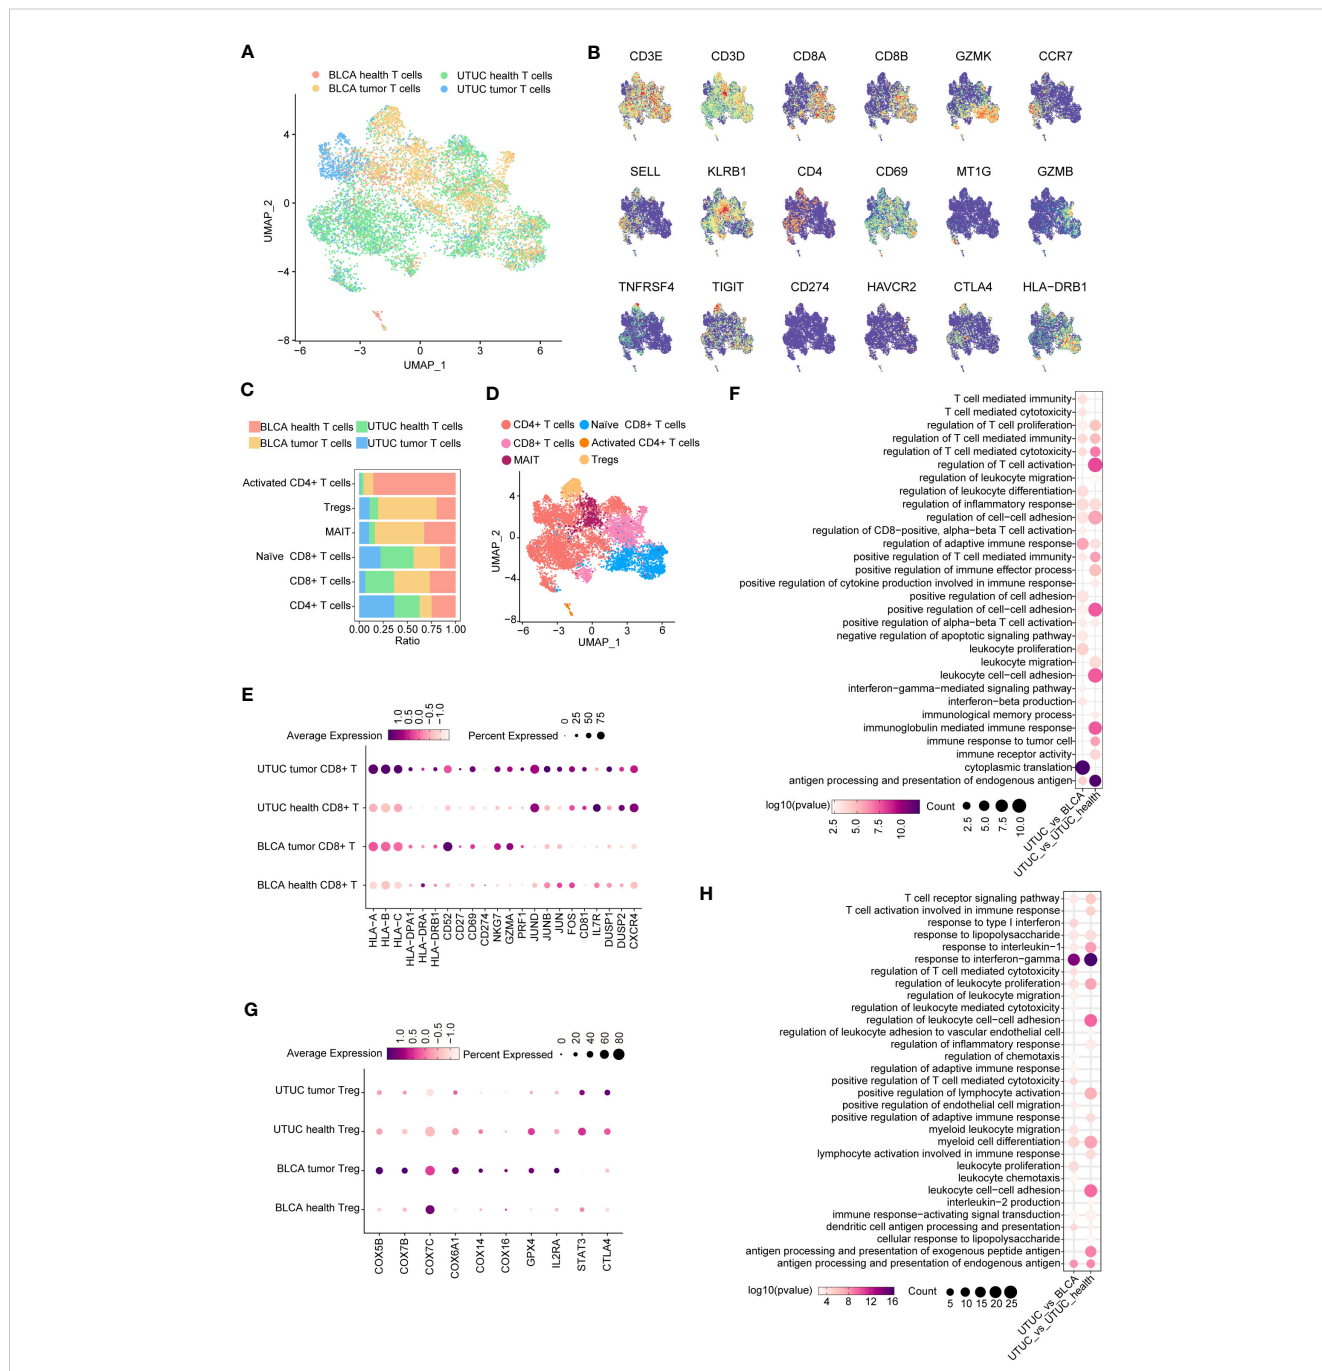 A
BLCA health T cells
UTUC health T cells
BLCA tumor T cells
UTUC tumor T cells
UMAP_2
4
0
−4
−8
−6
−3
0
3
6
UMAP_1
B
CD3E
CD3D
CD8A
CD8B
GZMK
CCR7
SELL
KLRB1
CD4
CD69
MT1G
GZMB
TNFRSF4
TIGIT
CD274
HAVCR2
CTLA4
HLA−DRB1
C
BLCA health T cells
UTUC health T cells
BLCA tumor T cells
UTUC tumor T cells
Activated CD4+ T cells
Tregs
MAIT
Naïve CD8+ T cells
CD8+ T cells
CD4+ T cells
0.00 0.25 0.50 0.75 1.00
Ratio
D
CD4+ T cells
Naïve CD8+ T cells
CD8+ T cells
Activated CD4+ T cells
MAIT
Tregs
UMAP_2
4
0
−4
−8
−6
−3
0
3
6
UMAP_1
E
Average Expression
1.0
0.5
0.0
−0.5
−1.0
Percent Expressed
0
25
50
75
UTUC tumor CD8+ T
UTUC health CD8+ T
BLCA tumor CD8+ T
BLCA health CD8+ T
HLA−A
HLA−B
HLA−C
HLA−DPA1
HLA−DRA
HLA−DRB1
CD52
CD27
CD69
CD274
NKG7
GZMA
PRF1
JUND
JUNB
JUN
FOS
CD81
IL7R
DUSP1
DUSP2
CXCR4
F
T cell mediated immunity
T cell mediated cytotoxicity
regulation of T cell proliferation
regulation of T cell mediated immunity
regulation of T cell mediated cytotoxicity
regulation of T cell activation
regulation of leukocyte migration
regulation of leukocyte differentiation
regulation of inflammatory response
regulation of cell−cell adhesion
regulation of CD8−positive, alpha−beta T cell activation
regulation of adaptive immune response
positive regulation of T cell mediated immunity
positive regulation of immune effector process
positive regulation of cytokine production involved in immune response
positive regulation of cell adhesion
positive regulation of cell−cell adhesion
positive regulation of alpha−beta T cell activation
negative regulation of apoptotic signaling pathway
leukocyte proliferation
leukocyte migration
leukocyte cell−cell adhesion
interferon−gamma−mediated signaling pathway
interferon−beta production
immunological memory process
immunoglobulin mediated immune response
immune response to tumor cell
immune receptor activity
cytoplasmic translation
antigen processing and presentation of endogenous antigen
UTUC_vs_BLCA
UTUC_vs_UTUC_health
log10(pvalue)
2.5
5.0
7.5
10.0
Count
2.5
5.0
7.5
10.0
G
Average Expression
1.0
0.5
0.0
−0.5
−1.0
Percent Expressed
0
20
40
60
80
UTUC tumor Treg
UTUC health Treg
BLCA tumor Treg
BLCA health Treg
COX5B
COX7B
COX7C
COX6A1
COX14
COX16
GPX4
IL2RA
STAT3
CTLA4
H
T cell receptor signaling pathway
T cell activation involved in immune response
response to type I interferon
response to lipopolysaccharide
response to interleukin−1
response to interferon−gamma
regulation of T cell mediated cytotoxicity
regulation of leukocyte proliferation
regulation of leukocyte migration
regulation of leukocyte mediated cytotoxicity
regulation of leukocyte cell−cell adhesion
regulation of leukocyte adhesion to vascular endothelial cell
regulation of inflammatory response
regulation of chemotaxis
regulation of adaptive immune response
positive regulation of T cell mediated cytotoxicity
positive regulation of lymphocyte activation
positive regulation of endothelial cell migration
positive regulation of adaptive immune response
myeloid leukocyte migration
myeloid cell differentiation
lymphocyte activation involved in immune response
leukocyte proliferation
leukocyte chemotaxis
leukocyte cell−cell adhesion
interleukin−2 production
immune response−activating signal transduction
dendritic cell antigen processing and presentation
cellular response to lipopolysaccharide
antigen processing and presentation of exogenous peptide antigen
antigen processing and presentation of endogenous antigen
UTUC_vs_BLCA
UTUC_vs_UTUC_health
log10(pvalue)
4 8 12 16
Count
5 10 15 20 25